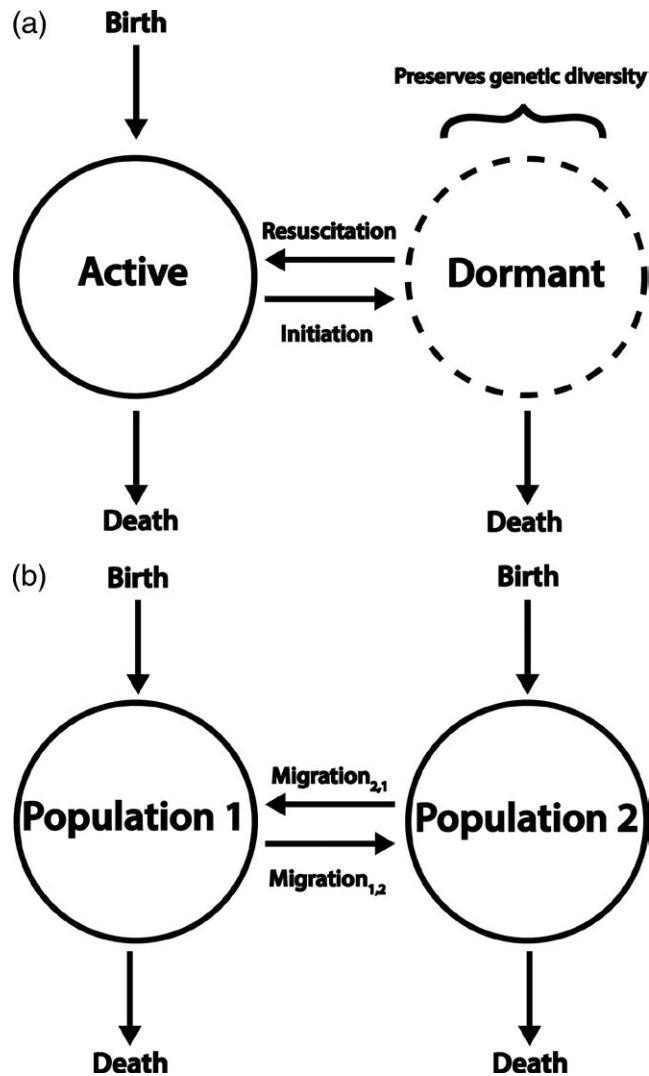 (a)
Birth
Preserves genetic diversity
Active
Resuscitation
Initiation
Dormant
Death
Death
(b)
Birth
Birth
Population 1
Migration2,1
Migration1,2
Population 2
Death
Death